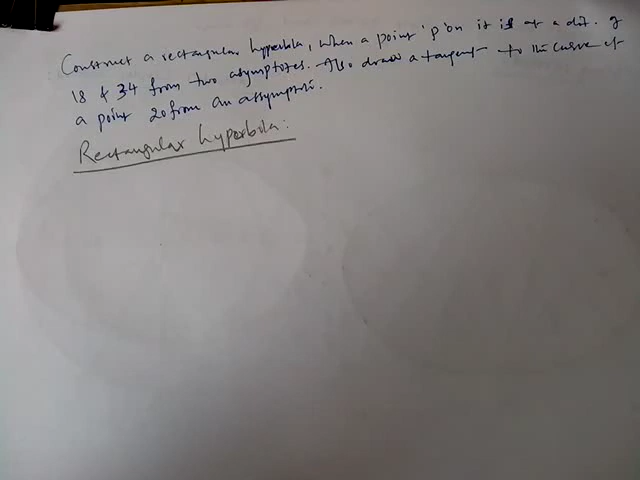 Construct a rectangular hyperbola, when a point 'p' on it is at a dist. of
18 & 34 from two asymptotes. Also draw a tangent to the curve at
a point 20 from an assymptote.
Rectangular hyperbola: